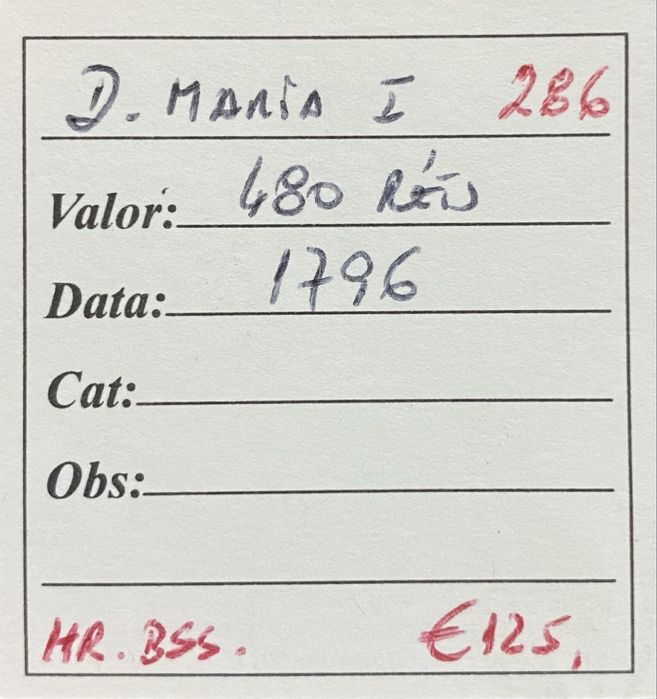 D. MARIA I 286
Valor: 480 Réis
Data: 1796
Cat:
Obs:
HR. BSS. €125,